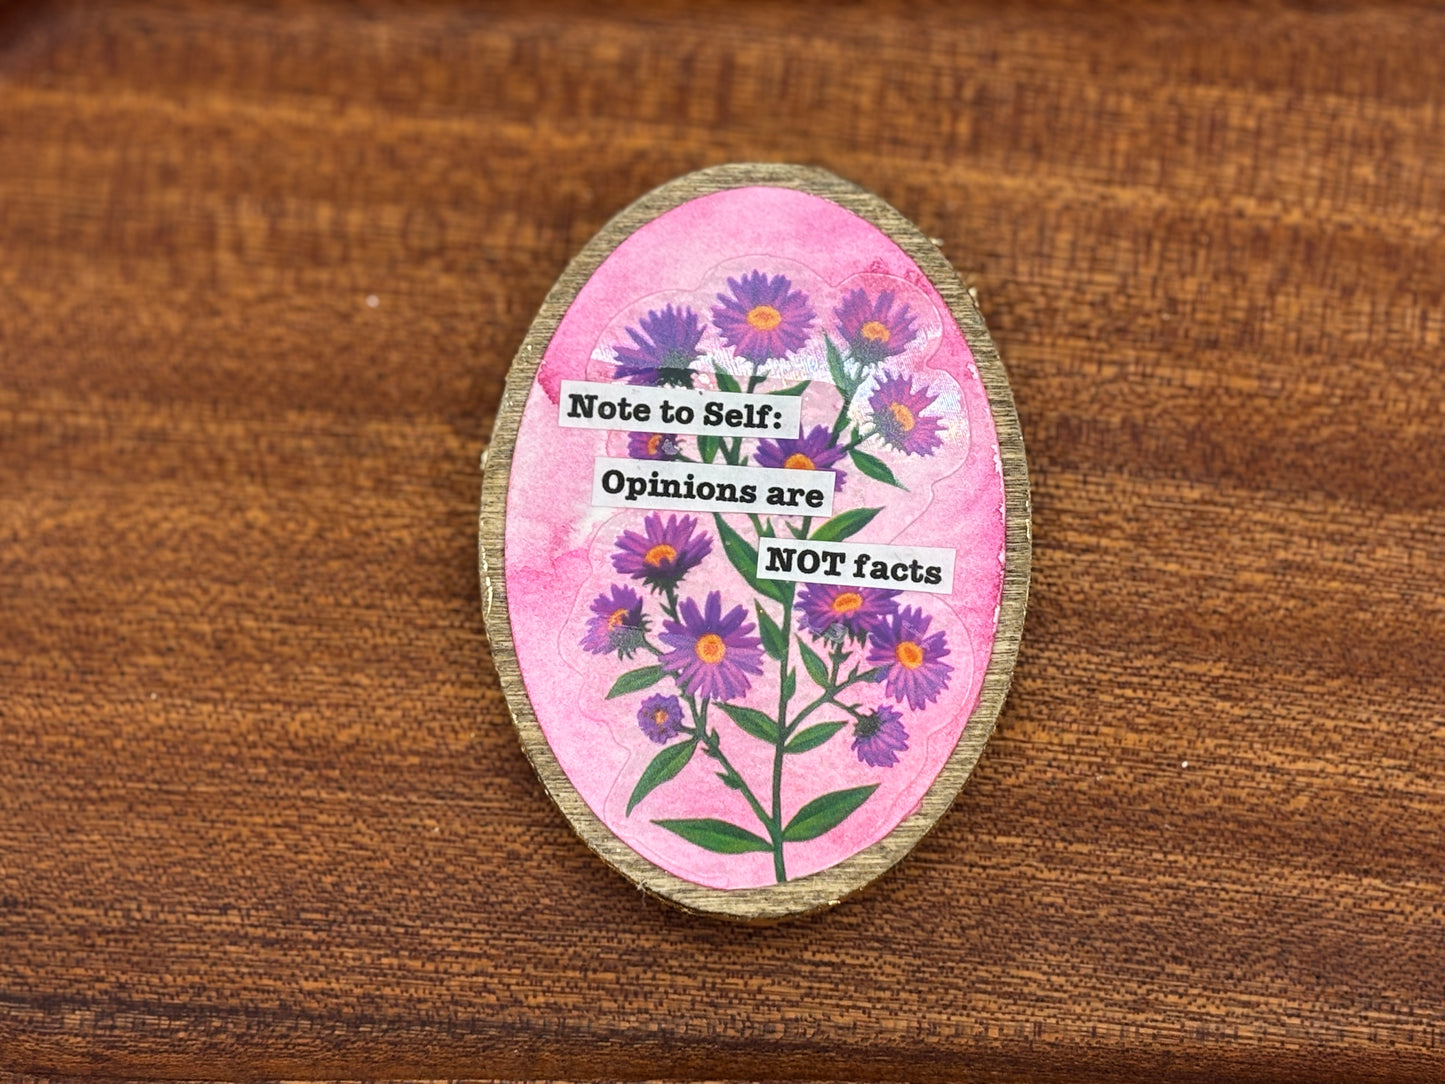 Note to Self:
Opinions are
NOT facts